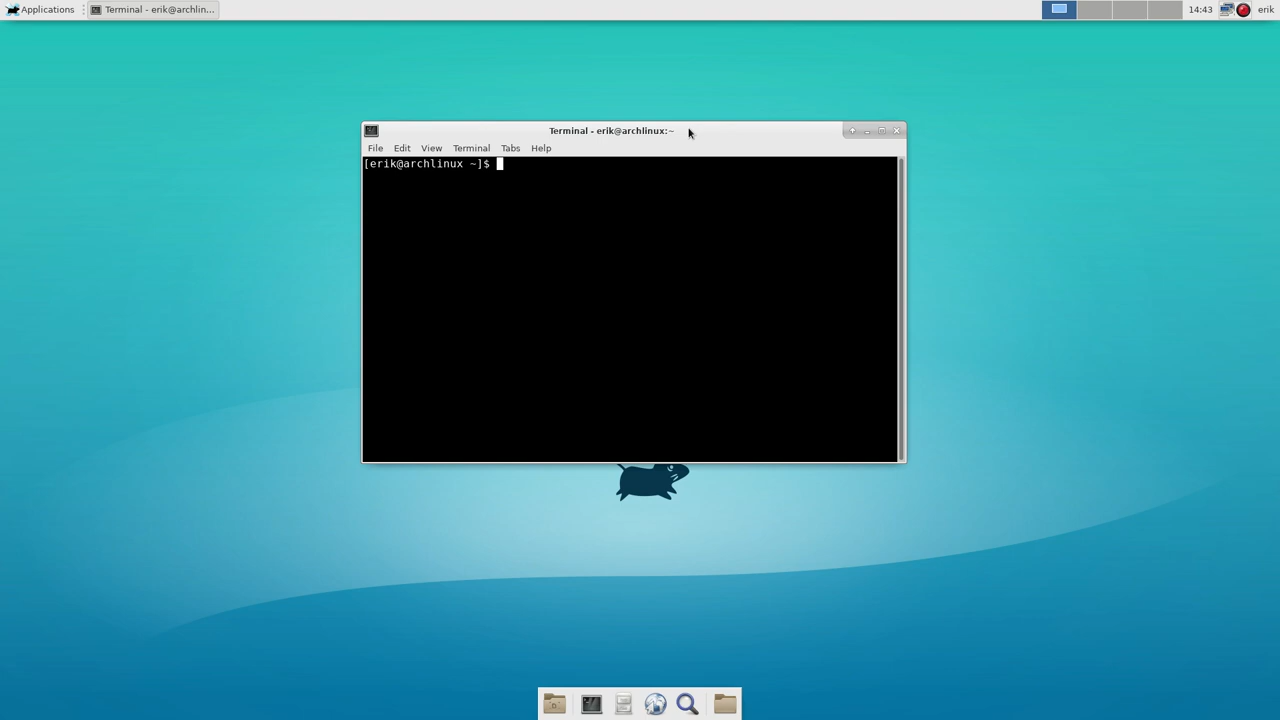 Applications
Terminal - erik@archlin...
14:43
erik
Terminal - erik@archlinux:~
File Edit View Terminal Tabs Help
[erik@archlinux ~]$